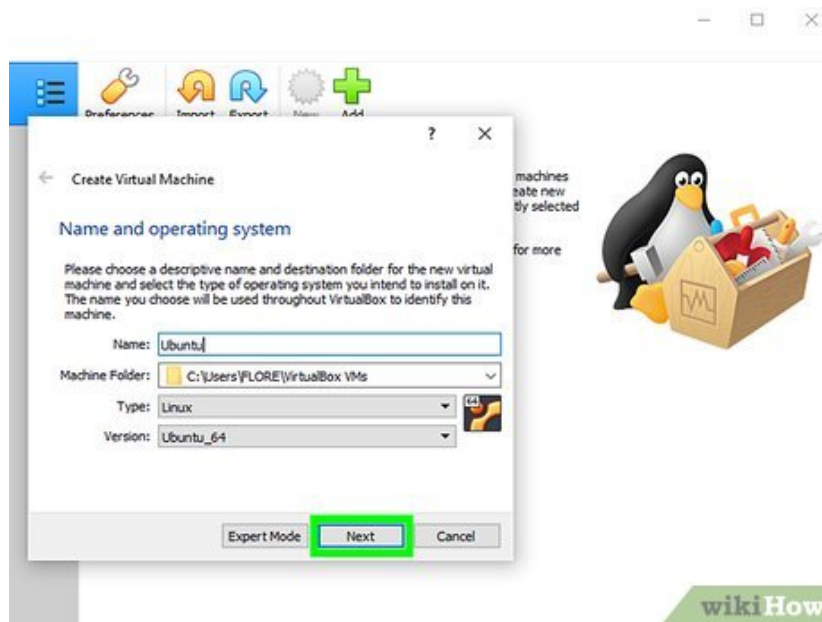 Preferences Import Export New Add
machines
eate new
tly selected
for more
?
Create Virtual Machine
Name and operating system
Please choose a descriptive name and destination folder for the new virtual
machine and select the type of operating system you intend to install on it.
The name you choose will be used throughout VirtualBox to identify this
machine.
Name: Ubuntu
Machine Folder: C:\Users\FLORE\VirtualBox VMs
Type: Linux
64
Version: Ubuntu_64
Expert Mode Next Cancel
wikiHow